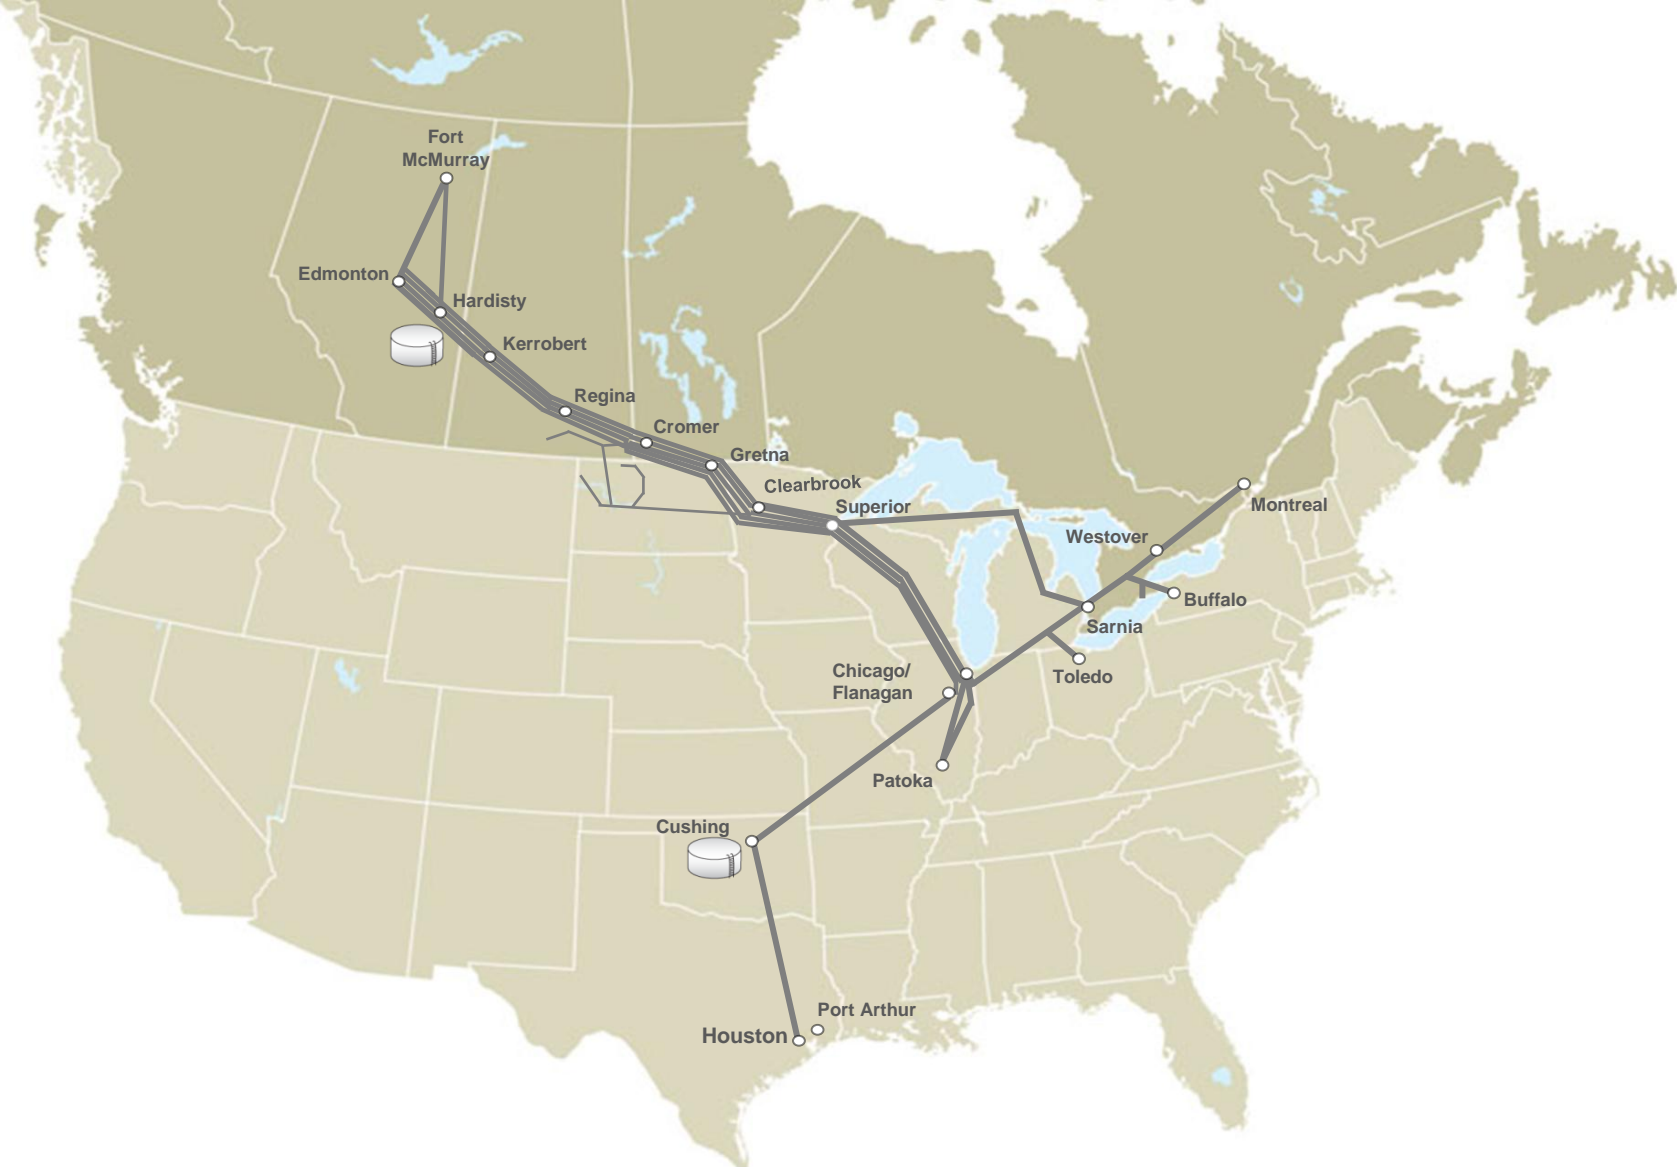 Fort
McMurray
Edmonton
Hardisty
Kerrobert
Regina
Cromer
Gretna
Clearbrook
Superior
Montreal
Westover
Buffalo
Sarnia
Toledo
Chicago/
Flanagan
Patoka
Cushing
Port Arthur
Houston